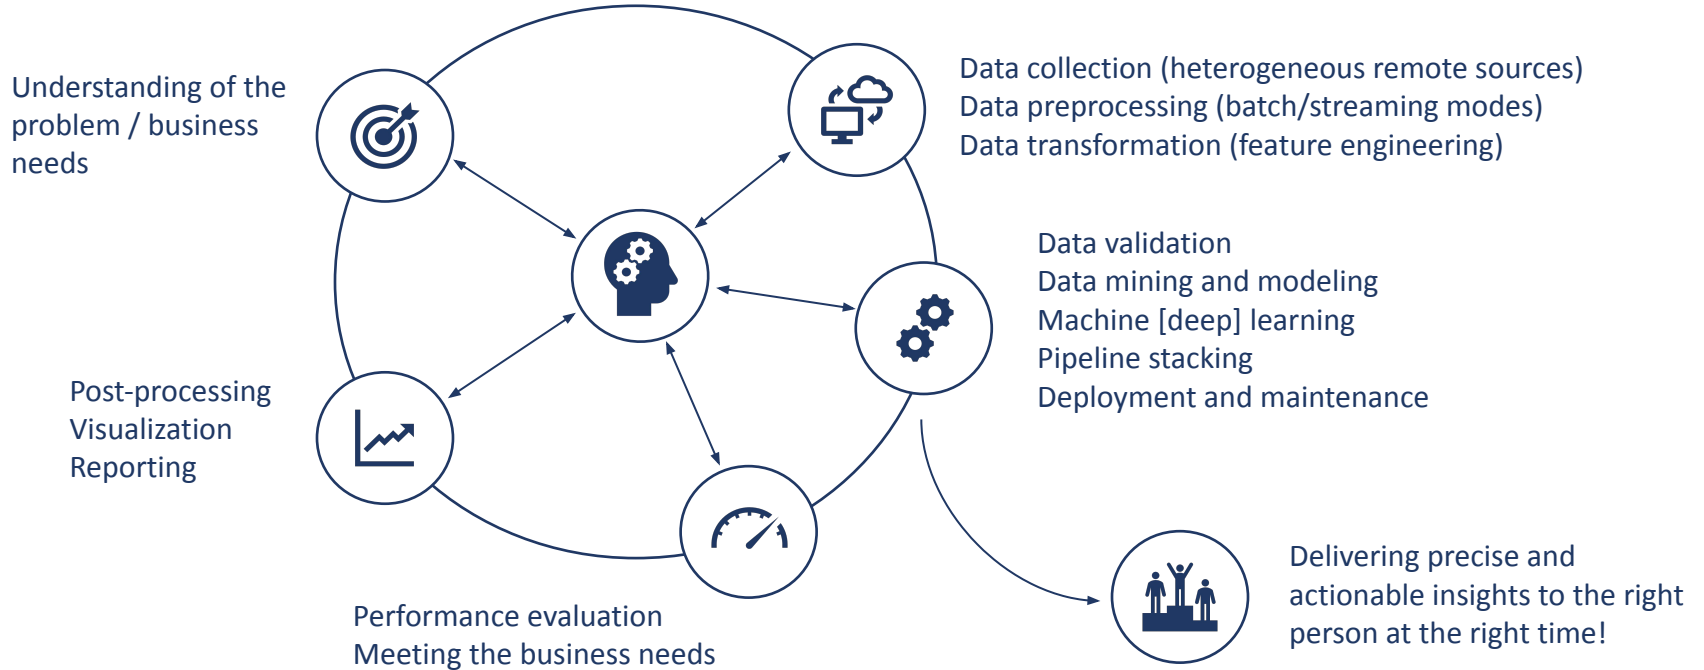 Understanding of the
problem / business
needs
Data collection (heterogeneous remote sources)
Data preprocessing (batch/streaming modes)
Data transformation (feature engineering)
Data validation
Data mining and modeling
Machine [deep] learning
Pipeline stacking
Deployment and maintenance
Post-processing
Visualization
Reporting
Performance evaluation
Meeting the business needs
Delivering precise and
actionable insights to the right
person at the right time!